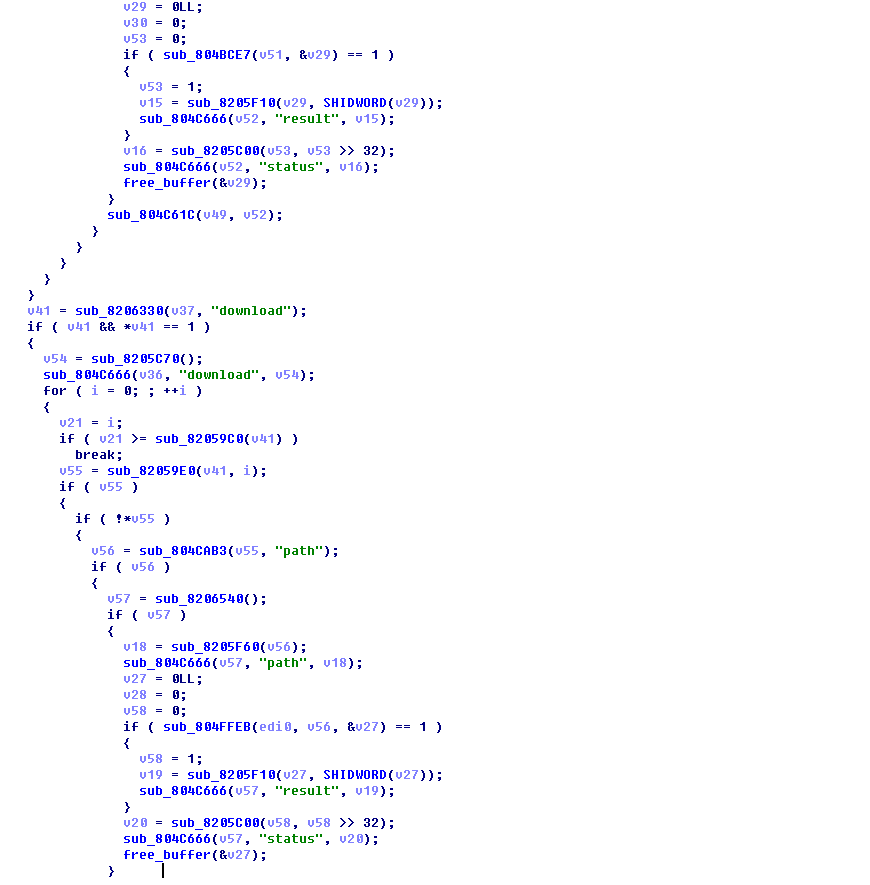 v29 = 0LL;
v30 = 0;
v53 = 0;
if ( sub_804BCE7(v51, &v29) == 1 )
{
v53 = 1;
v15 = sub_8205F10(v29, SHIDWORD(v29));
sub_804C666(v52, "result", v15);
}
v16 = sub_8205C00(v53, v53 >> 32);
sub_804C666(v52, "status", v16);
free_buffer(&v29);
}
sub_804C61C(v49, v52);
}
}
}
}
}
v41 = sub_8206330(v37, "download");
if ( v41 && *v41 == 1 )
{
v54 = sub_8205C70();
sub_804C666(v36, "download", v54);
for ( i = 0; ; ++i )
{
v21 = i;
if ( v21 >= sub_82059C0(v41) )
break;
v55 = sub_82059E0(v41, i);
if ( v55 )
{
if ( !*v55 )
{
v56 = sub_804CAB3(v55, "path");
if ( v56 )
{
v57 = sub_8206540();
if ( v57 )
{
v18 = sub_8205F60(v56);
sub_804C666(v57, "path", v18);
v27 = 0LL;
v28 = 0;
v58 = 0;
if ( sub_804FFEB(edi0, v56, &v27) == 1 )
{
v58 = 1;
v19 = sub_8205F10(v27, SHIDWORD(v27));
sub_804C666(v57, "result", v19);
}
v20 = sub_8205C00(v58, v58 >> 32);
sub_804C666(v57, "status", v20);
free_buffer(&v27);
}